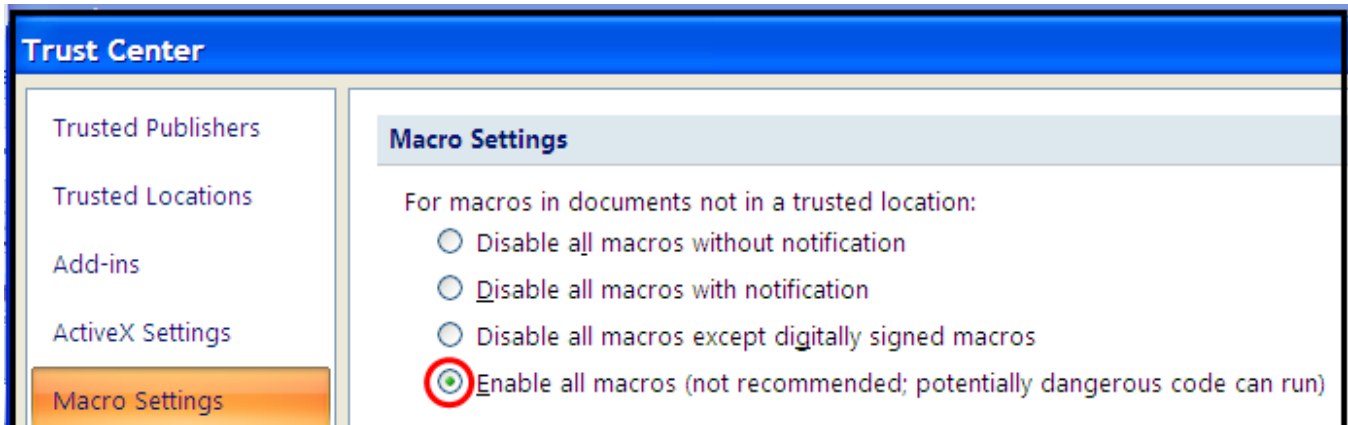 Trust Center
Trusted Publishers
Trusted Locations
Add-ins
ActiveX Settings
Macro Settings
Macro Settings
For macros in documents not in a trusted location:
Disable all macros without notification
Disable all macros with notification
Disable all macros except digitally signed macros
Enable all macros (not recommended; potentially dangerous code can run)